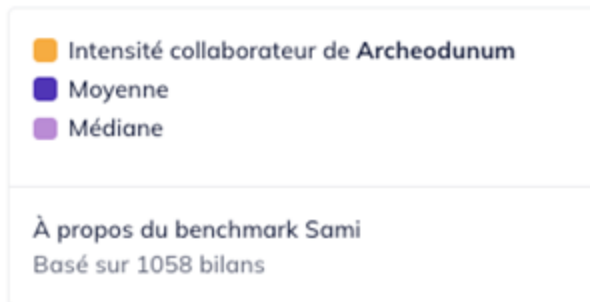 Intensité collaborateur de Archeodunum
Moyenne
Médiane
À propos du benchmark Sami
Basé sur 1058 bilans